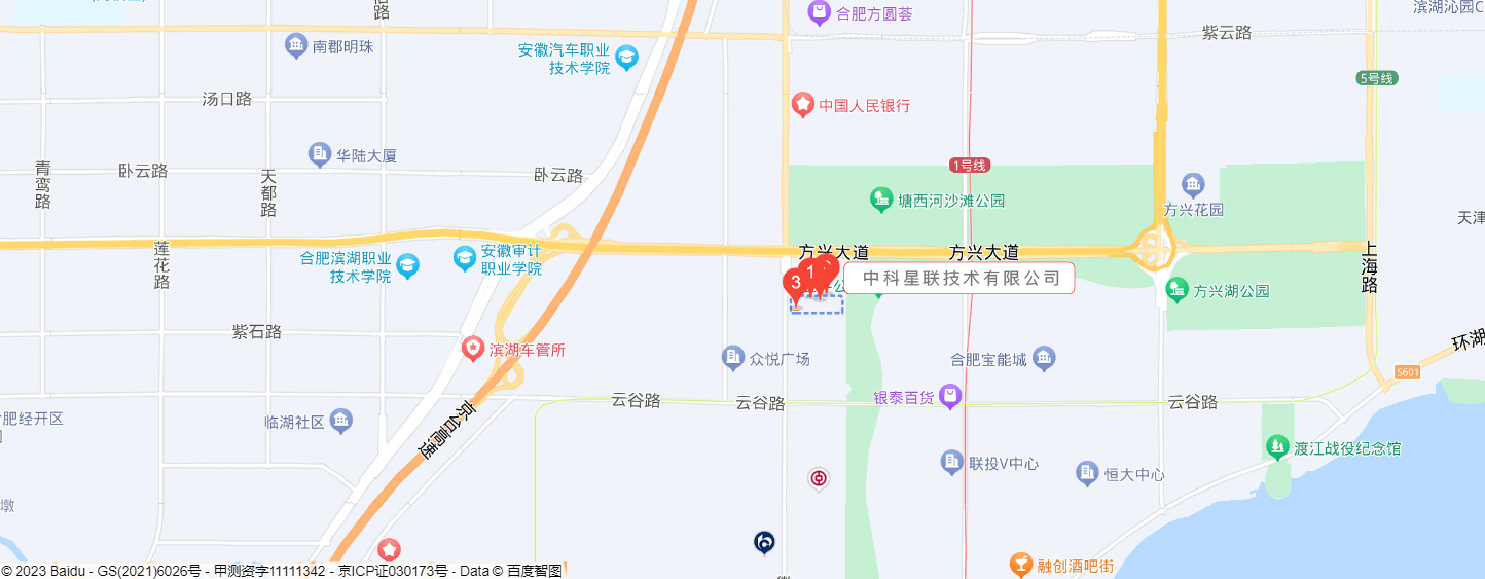 滨湖沁园C
合肥方圆荟
紫云路
南郡明珠
安徽汽车职业
技术学院
5号线
汤口路
中国人民银行
华陆大厦
1号线
卧云路
卧云路
青鸾路
天都路
塘西河沙滩公园
方兴花园
天津
莲花路
合肥滨湖职业
技术学院
安徽审计
职业学院
方兴大道
方兴大道
上海路
1
3
中科星联技术有限公司
方兴湖公园
紫石路
滨湖车管所
众悦广场
合肥宝能城
环湖
S601
银泰百货
云谷路
云谷路
云谷路
肥经开区
临湖社区
京台高速
渡江战役纪念馆
联投V中心
恒大中心
墩
融创酒吧街
© 2023 Baidu - GS(2021)6026号 - 甲测资字11111342 - 京ICP证030173号 - Data © 百度智图